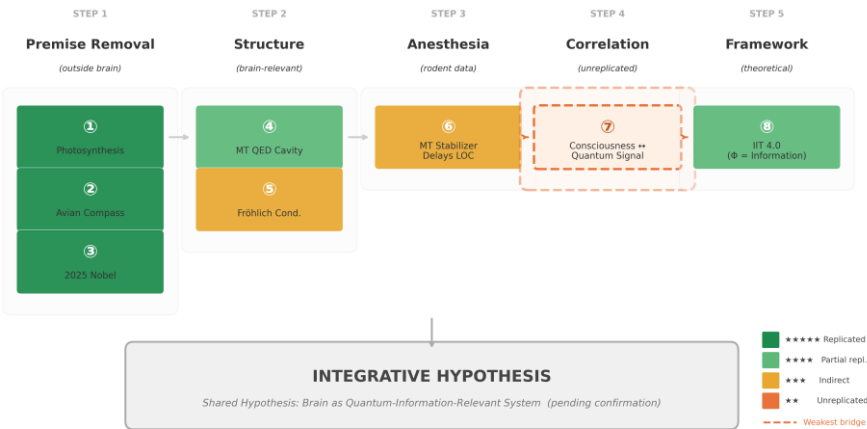 STEP 1
Premise Removal
(outside brain)
①
Photosynthesis
②
Avian Compass
③
2025 Nobel
STEP 2
Structure
(brain-relevant)
④
MT QED Cavity
⑤
Fröhlich Cond.
STEP 3
Anesthesia
(rodent data)
⑥
MT Stabilizer
Delays LOC
STEP 4
Correlation
(unreplicated)
⑦
Consciousness ↔
Quantum Signal
STEP 5
Framework
(theoretical)
⑧
IIT 4.0
(Φ = Information)
INTEGRATIVE HYPOTHESIS
Shared Hypothesis: Brain as Quantum-Information-Relevant System (pending confirmation)
★★★★★ Replicated
★★★★ Partial repl.
★★★ Indirect
★★ Unreplicated
Weakest bridge